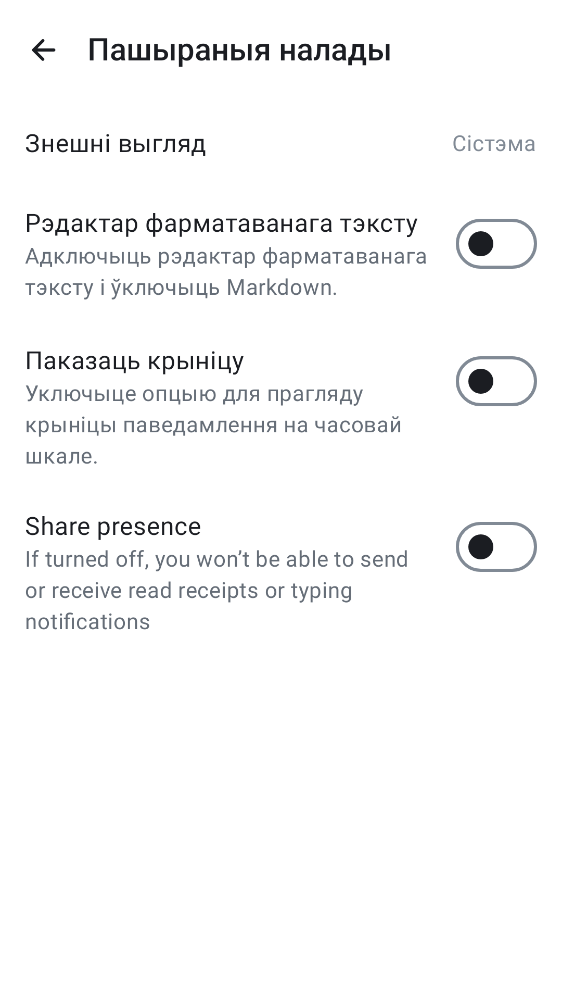 Пашыраныя налады
Знешні выгляд
Сістэма
Рэдактар фарматаванага тэксту
Адключыць рэдактар фарматаванага
тэксту і ўключыць Markdown.
Паказаць крыніцу
Уключыце опцыю для прагляду
крыніцы паведамлення на часовай
шкале.
Share presence
If turned off, you won’t be able to send
or receive read receipts or typing
notifications